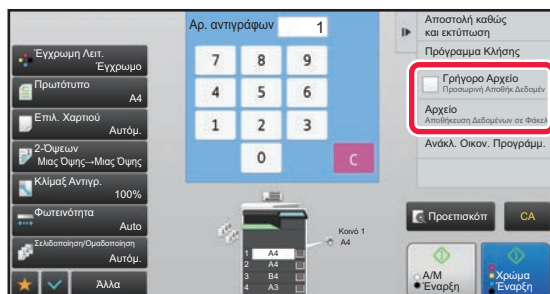 Αρ. αντιγράφων 1
Αποστολή καθώς
και εκτύπωση
Πρόγραμμα Κλήσης
Γρήγορο Αρχείο
Προσωρινή Αποθήκ Δεδομέν
Αρχείο
Αποθήκευση Δεδομένων σε Φάκελ
Ανάκλ. Οικον. Προγράμμ.
Έγχρωμη Λειτ.
Έγχρωμο
Πρωτότυπο
A4
Επιλ. Χαρτιού
Αυτόμ.
2-Όψεων
Μιας Όψης→Μιας Όψης
Κλίμαξ Αντιγρ.
100%
Φωτεινότητα
Auto
Σελιδοποίηση/Ομαδοποίηση
Αυτόμ.
Άλλα
7 8 9
4 5 6
1 2 3
0 C
Κοινό 1
A4
1 A4
2 A4
3 B4
4 A3
Προεπισκόπ
CA
Α/Μ
Έναρξη
Χρώμα
Έναρξη